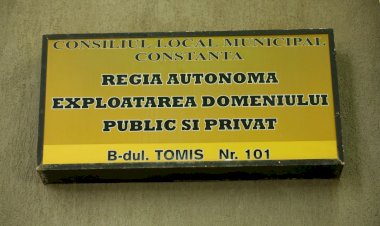 CONSILIUL LOCAL MUNICIPAL
CONSTANTA
REGIA AUTONOMA
EXPLOATAREA DOMENIULUI
PUBLIC SI PRIVAT
B-dul. TOMIS Nr. 101